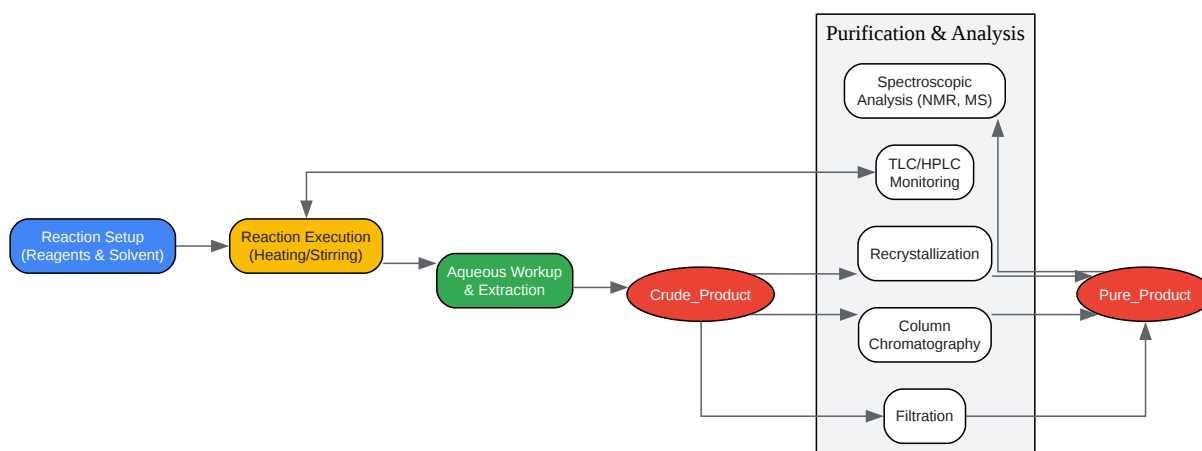 Purification & Analysis
Spectroscopic
Analysis (NMR, MS)
TLC/HPLC
Monitoring
Reaction Setup
(Reagents & Solvent)
Reaction Execution
(Heating/Stirring)
Aqueous Workup
& Extraction
Crude_Product
Recrystallization
Column
Chromatography
Filtration
Pure_Product